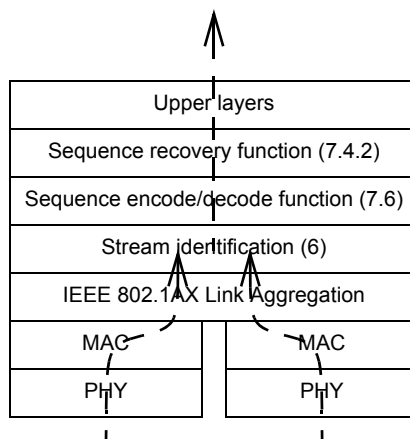 Upper layers
Sequence recovery function (7.4.2)
Sequence encode/decode function (7.6)
Stream identification (6)
IEEE 802.1AX Link Aggregation
MAC MAC
PHY PHY